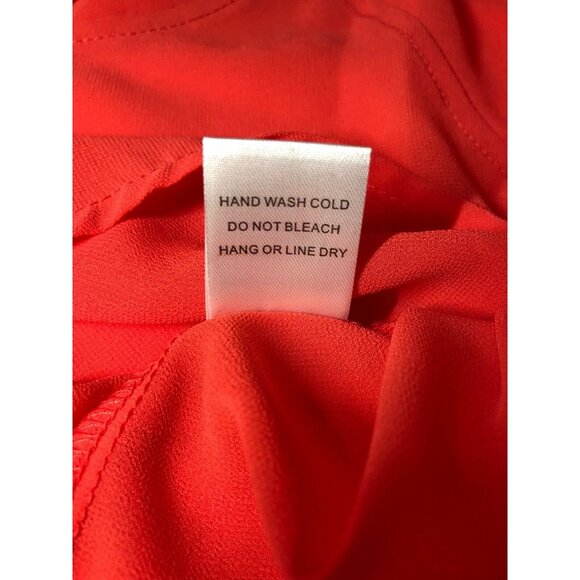 HAND WASH COLD
DO NOT BLEACH
HANG OR LINE DRY